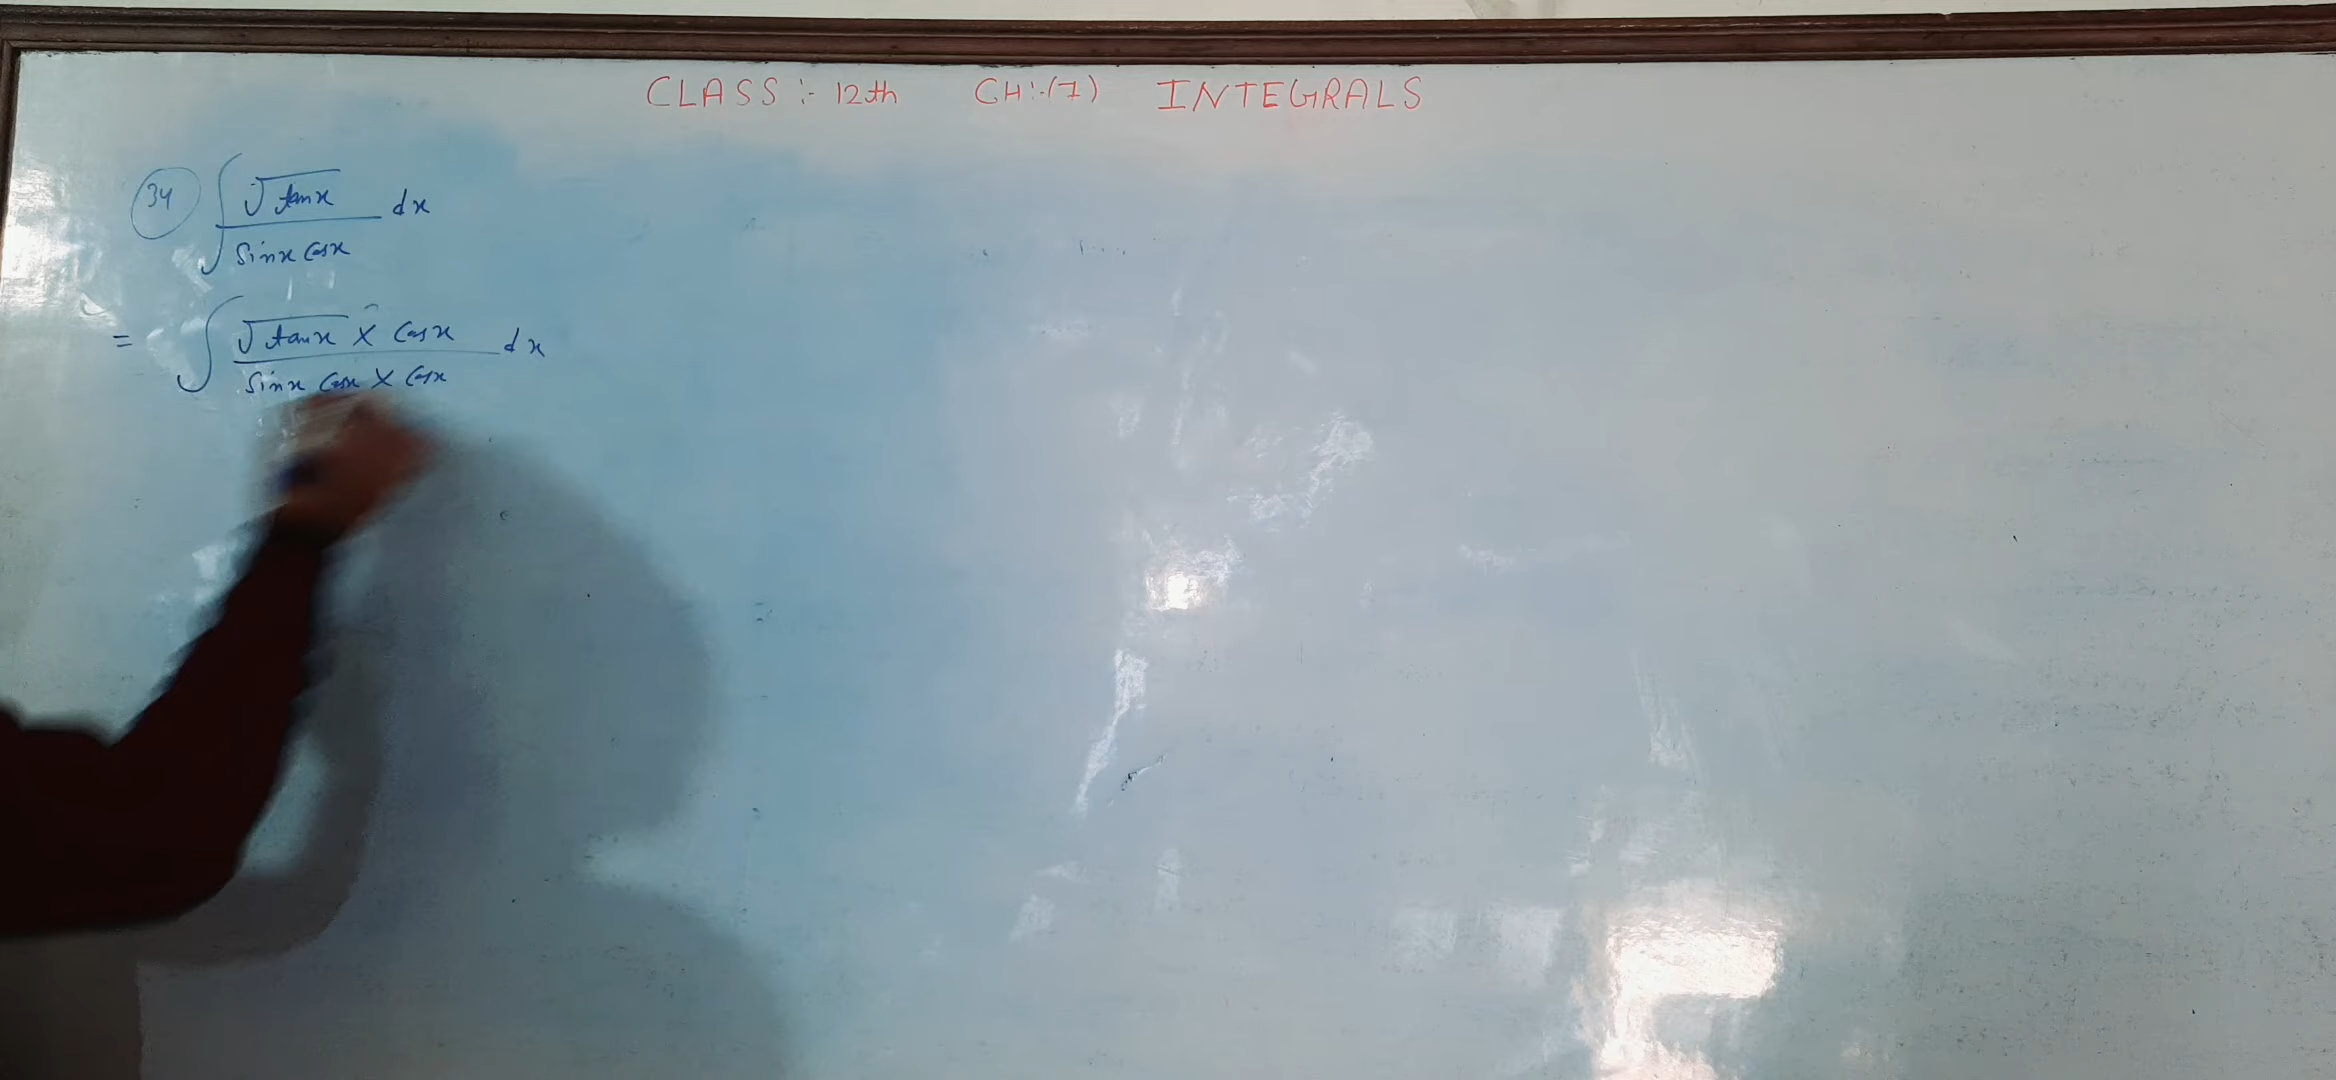 CLASS :- 12th CH:-(7) INTEGRALS
(34) ∫ √tanx / sinx cosx dx
= ∫ √tanx × cosx / sinx cosx × cosx dx